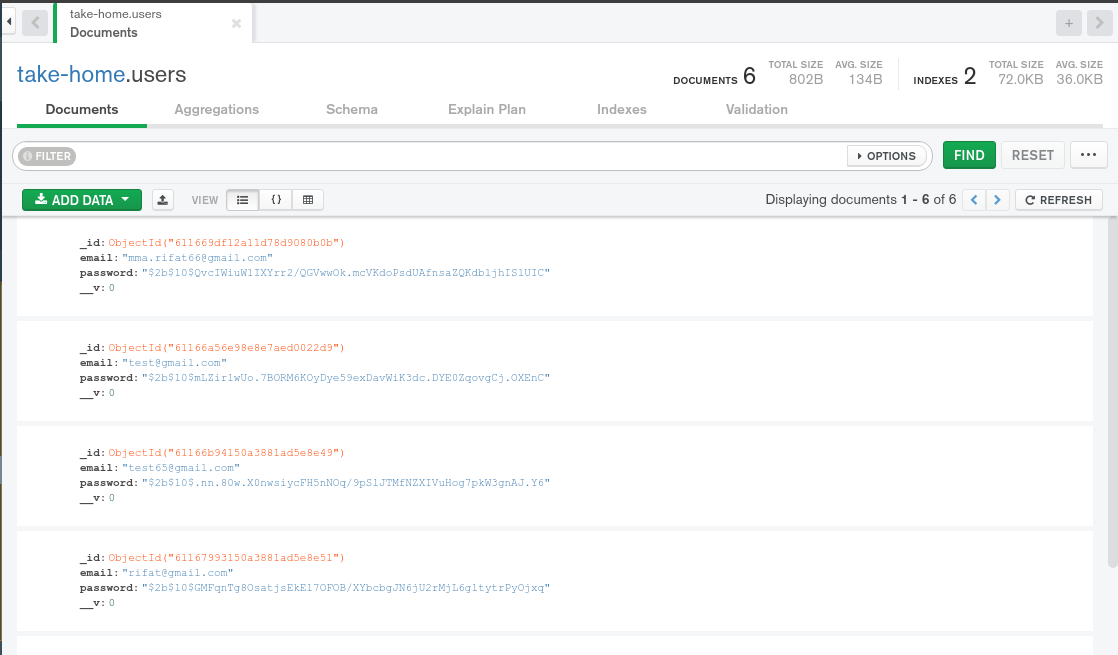 take-home.users
Documents
take-home.users
DOCUMENTS 6 TOTAL SIZE 802B AVG. SIZE 134B INDEXES 2 TOTAL SIZE 72.0KB AVG. SIZE 36.0KB
Documents Aggregations Schema Explain Plan Indexes Validation
FILTER OPTIONS FIND RESET ...
ADD DATA VIEW {} Displaying documents 1 - 6 of 6 REFRESH
_id: ObjectId("611669df12a11d78d9080b0b")
email: "mma.rifat66@gmail.com"
password: "$2b$10$QvcIWiuW1IXYrr2/QGVwwOk.mcVKdoPsdUAfnsaZQKdb1jhIS1UIC"
__v: 0
_id: ObjectId("61166a56e98e8e7aed0022d9")
email: "test@gmail.com"
password: "$2b$10$mLZir1wUo.7BORM6KOyDye59exDavWiK3dc.DYE0ZqovgCj.OXEnC"
__v: 0
_id: ObjectId("61166b94150a3881ad5e8e49")
email: "test65@gmail.com"
password: "$2b$10$.nn.80w.X0nwsiycFH5nNOq/9pS1JTMfNZXIVuHog7pkW3gnAJ.Y6"
__v: 0
_id: ObjectId("61167993150a3881ad5e8e51")
email: "rifat@gmail.com"
password: "$2b$10$GMFqnTg8OsatjsEkE17OFOB/XYbcbgJN6jU2rMjL6g1tytrPyOjxq"
__v: 0